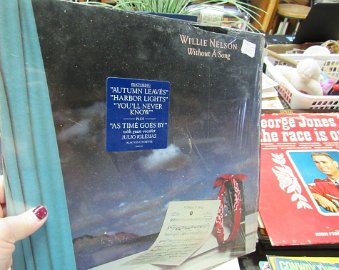 WILLIE NELSON
Without A Song
FEATURING
"AUTUMN LEAVES"
"HARBOR LIGHTS"
"YOU'LL NEVER
KNOW"
PLUS
"AS TIME GOES BY"
with guest vocalist
JULIO IGLESIAS
George Jones
the race is on